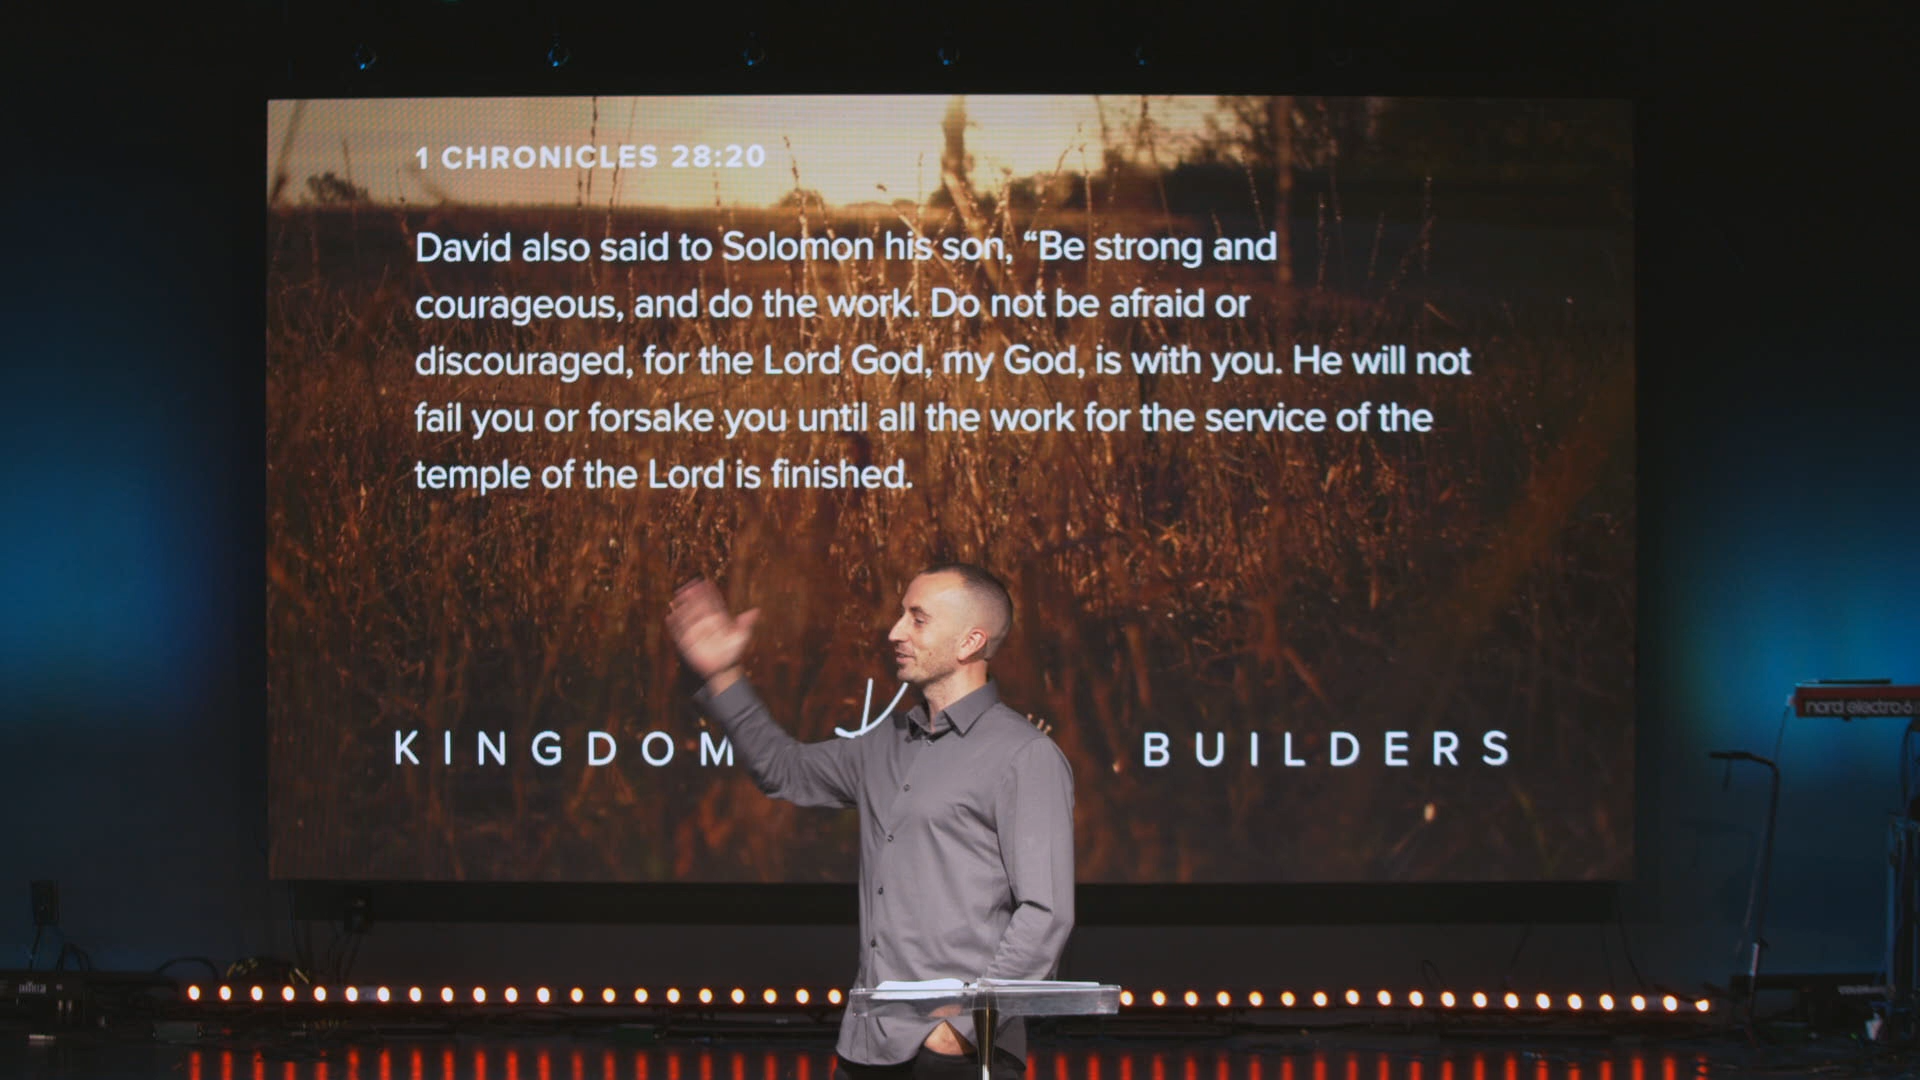 1 CHRONICLES 28:20
David also said to Solomon his son, “Be strong and
courageous, and do the work. Do not be afraid or
discouraged, for the Lord God, my God, is with you. He will not
fail you or forsake you until all the work for the service of the
temple of the Lord is finished.
KINGDOM
BUILDERS
nord electro 6